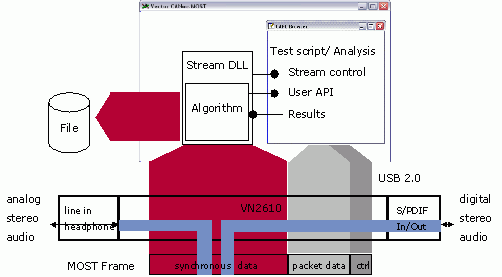 Vector CANoe.MOST
CAPL Browser
Test script/ Analysis
Stream DLL
Stream control
User API
Algorithm
Results
File
USB 2.0
analog
stereo
audio
line in
headphone
VN2610
S/PDIF
In/Out
digital
stereo
audio
MOST Frame
synchronous data
packet data
ctrl